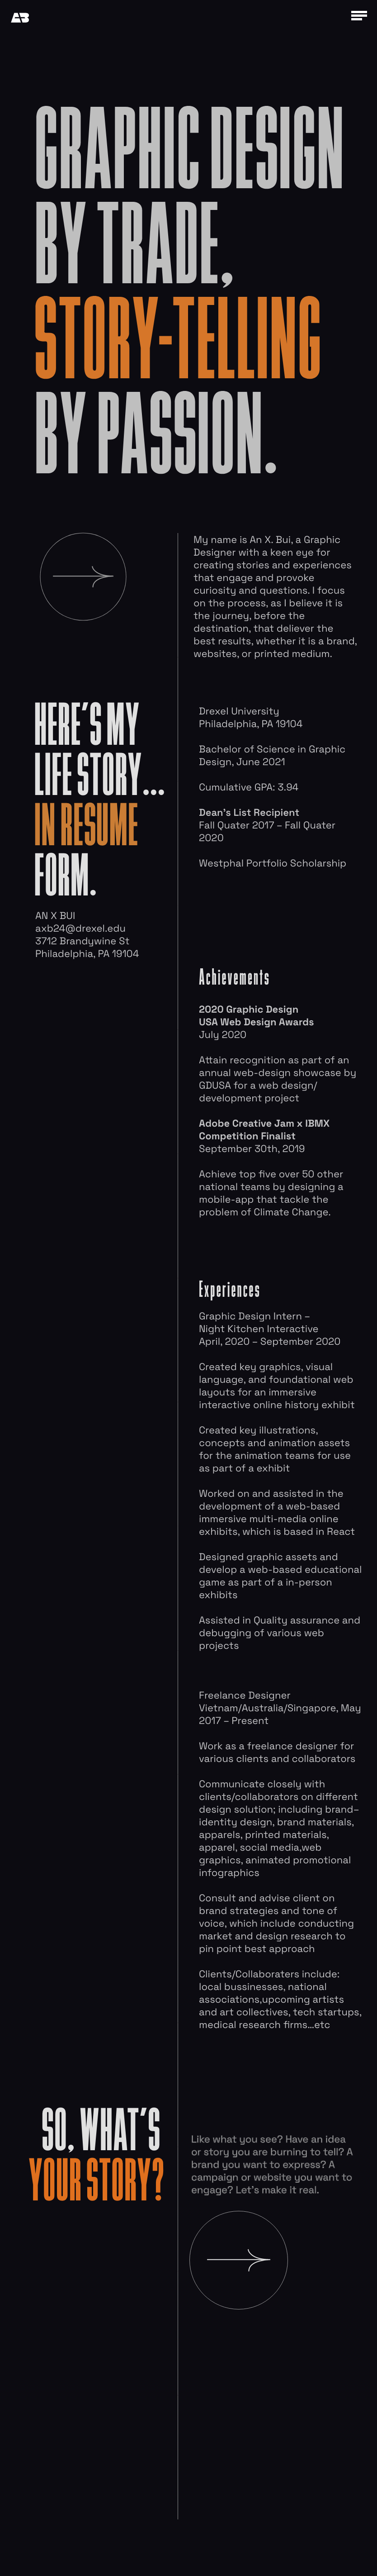 AB
GRAPHIC DESIGN
BY TRADE,
STORY-TELLING
BY PASSION.
My name is An X. Bui, a Graphic
Designer with a keen eye for
creating stories and experiences
that engage and provoke
curiosity and questions. I focus
on the process, as I believe it is
the journey, before the
destination, that deliever the
best results, whether it is a brand,
websites, or printed medium.
HERE'S MY
LIFE STORY...
IN RESUME
FORM.
AN X BUI
axb24@drexel.edu
3712 Brandywine St
Philadelphia, PA 19104
Drexel University
Philadelphia, PA 19104
Bachelor of Science in Graphic
Design, June 2021
Cumulative GPA: 3.94
Dean's List Recipient
Fall Quater 2017 – Fall Quater
2020
Westphal Portfolio Scholarship
Achievements
2020 Graphic Design
USA Web Design Awards
July 2020
Attain recognition as part of an
annual web-design showcase by
GDUSA for a web design/
development project
Adobe Creative Jam x IBMX
Competition Finalist
September 30th, 2019
Achieve top five over 50 other
national teams by designing a
mobile-app that tackle the
problem of Climate Change.
Experiences
Graphic Design Intern –
Night Kitchen Interactive
April, 2020 – September 2020
Created key graphics, visual
language, and foundational web
layouts for an immersive
interactive online history exhibit
Created key illustrations,
concepts and animation assets
for the animation teams for use
as part of a exhibit
Worked on and assisted in the
development of a web-based
immersive multi-media online
exhibits, which is based in React
Designed graphic assets and
develop a web-based educational
game as part of a in-person
exhibits
Assisted in Quality assurance and
debugging of various web
projects
Freelance Designer
Vietnam/Australia/Singapore, May
2017 – Present
Work as a freelance designer for
various clients and collaborators
Communicate closely with
clients/collaborators on different
design solution; including brand–
identity design, brand materials,
apparels, printed materials,
apparel, social media,web
graphics, animated promotional
infographics
Consult and advise client on
brand strategies and tone of
voice, which include conducting
market and design research to
pin point best approach
Clients/Collaboraters include:
local bussinesses, national
associations,upcoming artists
and art collectives, tech startups,
medical research firms...etc
SO, WHAT'S
YOUR STORY?
Like what you see? Have an idea
or story you are burning to tell? A
brand you want to express? A
campaign or website you want to
engage? Let's make it real.